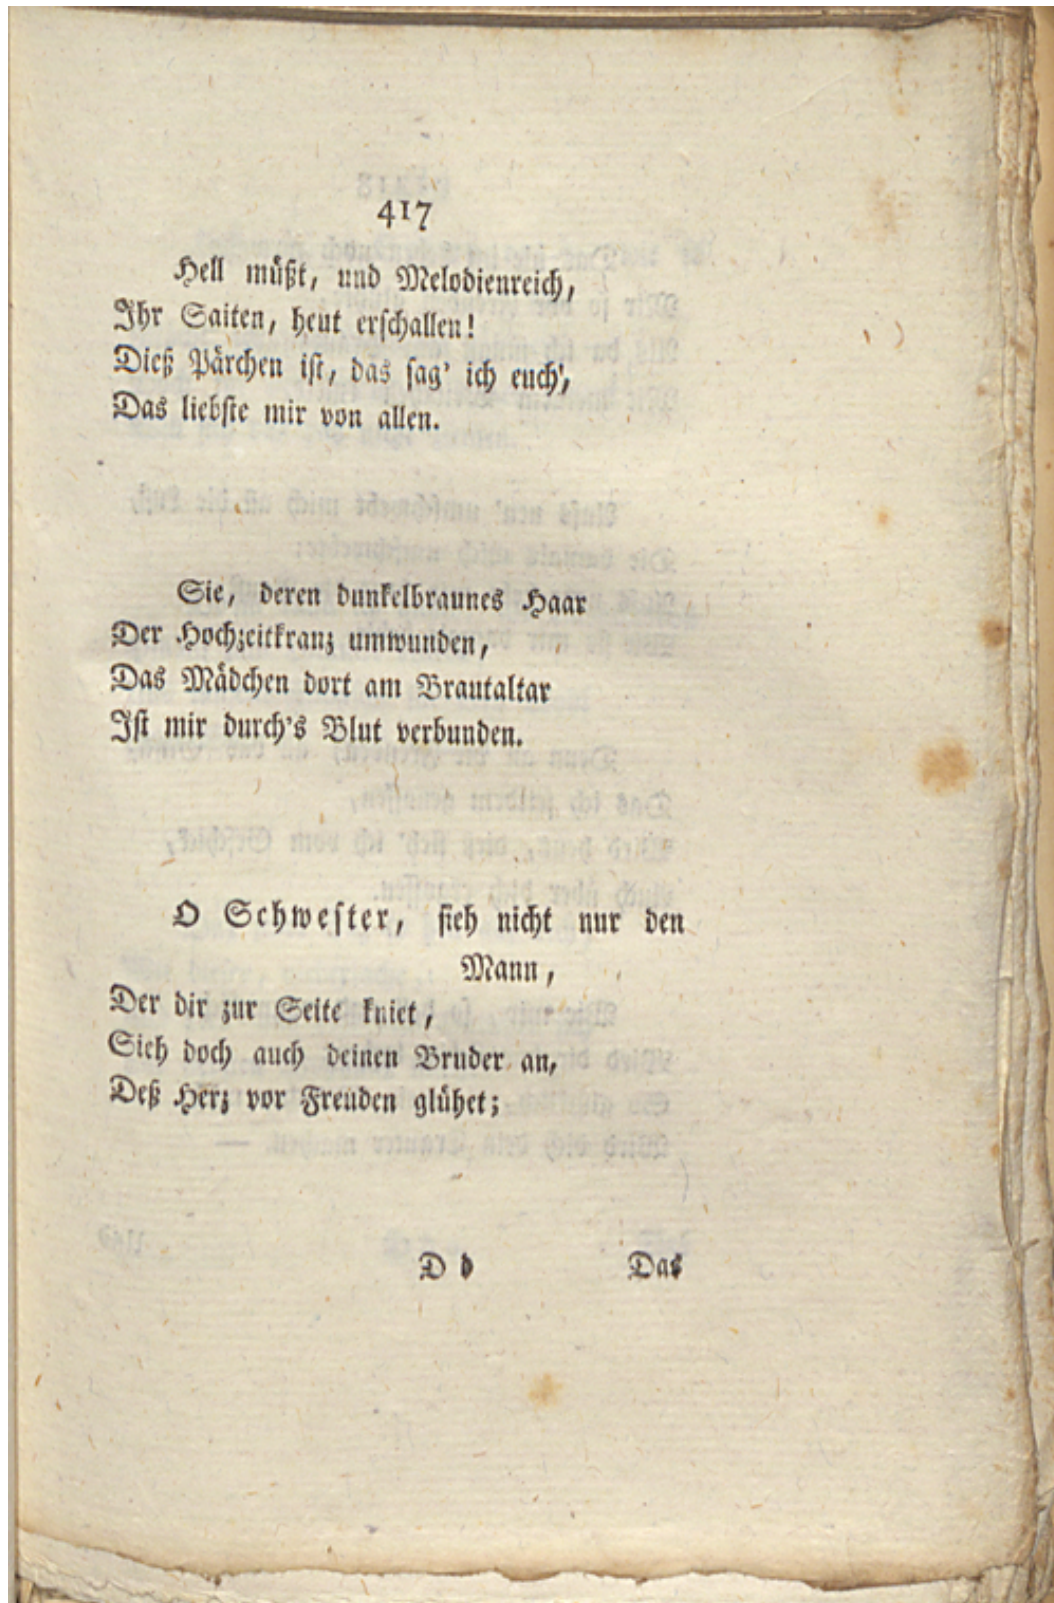 417
Hell müßt, und Melodienreich,
Ihr Saiten, heut erschallen!
Dieß Pärchen ist, das sag' ich euch',
Das liebste mir von allen.
Sie, deren dunkelbraunes Haar
Der Hochzeitkranz umwunden,
Das Mädchen dort am Brautaltar
Ist mir durch's Blut verbunden.
O Schwester, sieh nicht nur den
Mann,
Der dir zur Seite kniet,
Sieh doch auch deinen Bruder an,
Deß Herz vor Freuden glühet;
D d Das